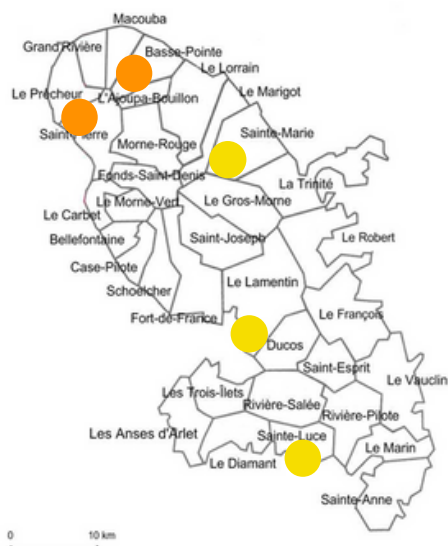 Macouba
Grand'Rivière
Basse-Pointe
Le Lorrain
Le Prêcheur
L'Ajoupa-Bouillon
Le Marigot
Sainte-Marie
Morne-Rouge
Fonds-Saint-Denis
La Trinité
Le Morne-Vert
Le Gros-Morne
Le Carbet
Bellefontaine
Saint-Joseph
Le Robert
Case-Pilote
Le Lamentin
Schoelcher
Fort-de-France
Le François
Ducos
Saint-Esprit
Le Vauclin
Les Trois-Îlets
Rivière-Salée
Rivière-Pilote
Les Anses d'Arlet
Sainte-Luce
Le Marin
Le Diamant
Sainte-Anne
0 10 km